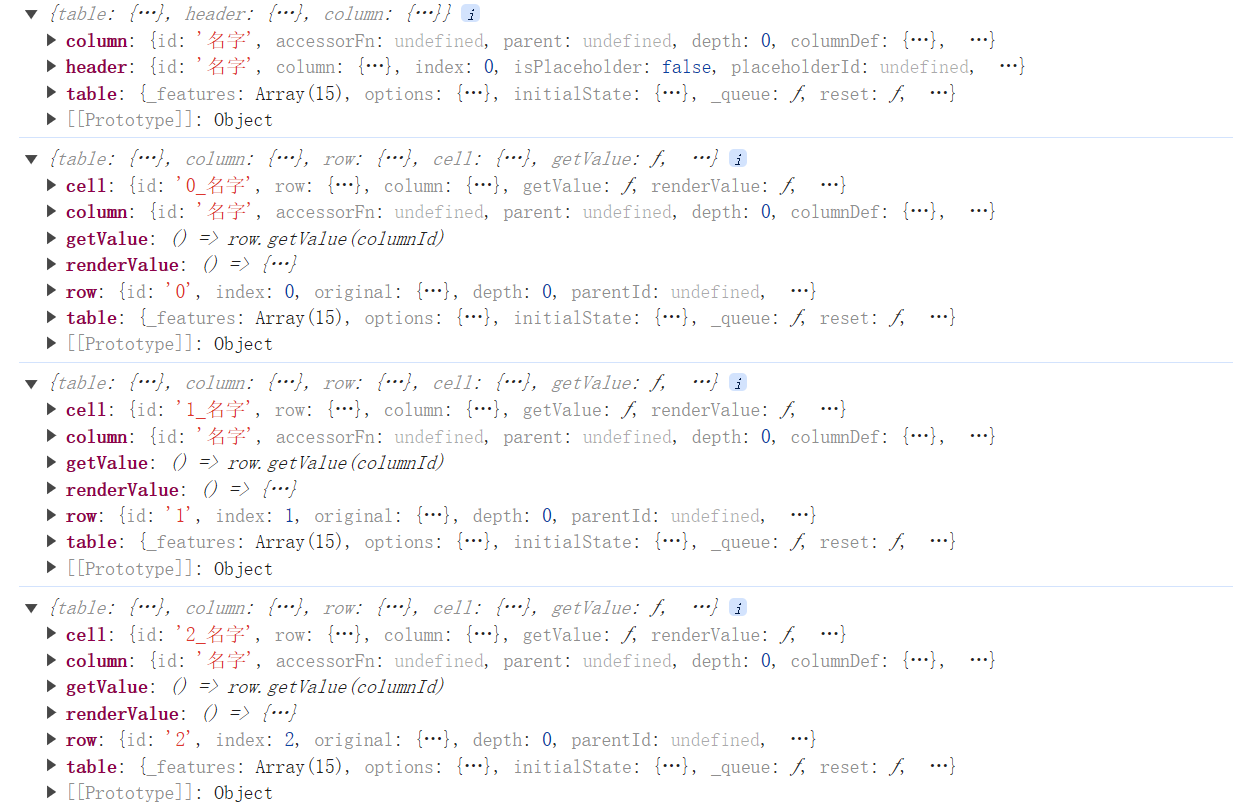 ▼ {table: {…}, header: {…}, column: {…}} i
▶ column: {id: '名字', accessorFn: undefined, parent: undefined, depth: 0, columnDef: {…}, …}
▶ header: {id: '名字', column: {…}, index: 0, isPlaceholder: false, placeholderId: undefined, …}
▶ table: {_features: Array(15), options: {…}, initialState: {…}, _queue: ƒ, reset: ƒ, …}
▶ [[Prototype]]: Object
▼ {table: {…}, column: {…}, row: {…}, cell: {…}, getValue: ƒ, …} i
▶ cell: {id: '0_名字', row: {…}, column: {…}, getValue: ƒ, renderValue: ƒ, …}
▶ column: {id: '名字', accessorFn: undefined, parent: undefined, depth: 0, columnDef: {…}, …}
▶ getValue: () => row.getValue(columnId)
▶ renderValue: () => {…}
▶ row: {id: '0', index: 0, original: {…}, depth: 0, parentId: undefined, …}
▶ table: {_features: Array(15), options: {…}, initialState: {…}, _queue: ƒ, reset: ƒ, …}
▶ [[Prototype]]: Object
▼ {table: {…}, column: {…}, row: {…}, cell: {…}, getValue: ƒ, …} i
▶ cell: {id: '1_名字', row: {…}, column: {…}, getValue: ƒ, renderValue: ƒ, …}
▶ column: {id: '名字', accessorFn: undefined, parent: undefined, depth: 0, columnDef: {…}, …}
▶ getValue: () => row.getValue(columnId)
▶ renderValue: () => {…}
▶ row: {id: '1', index: 1, original: {…}, depth: 0, parentId: undefined, …}
▶ table: {_features: Array(15), options: {…}, initialState: {…}, _queue: ƒ, reset: ƒ, …}
▶ [[Prototype]]: Object
▼ {table: {…}, column: {…}, row: {…}, cell: {…}, getValue: ƒ, …} i
▶ cell: {id: '2_名字', row: {…}, column: {…}, getValue: ƒ, renderValue: ƒ, …}
▶ column: {id: '名字', accessorFn: undefined, parent: undefined, depth: 0, columnDef: {…}, …}
▶ getValue: () => row.getValue(columnId)
▶ renderValue: () => {…}
▶ row: {id: '2', index: 2, original: {…}, depth: 0, parentId: undefined, …}
▶ table: {_features: Array(15), options: {…}, initialState: {…}, _queue: ƒ, reset: ƒ, …}
▶ [[Prototype]]: Object